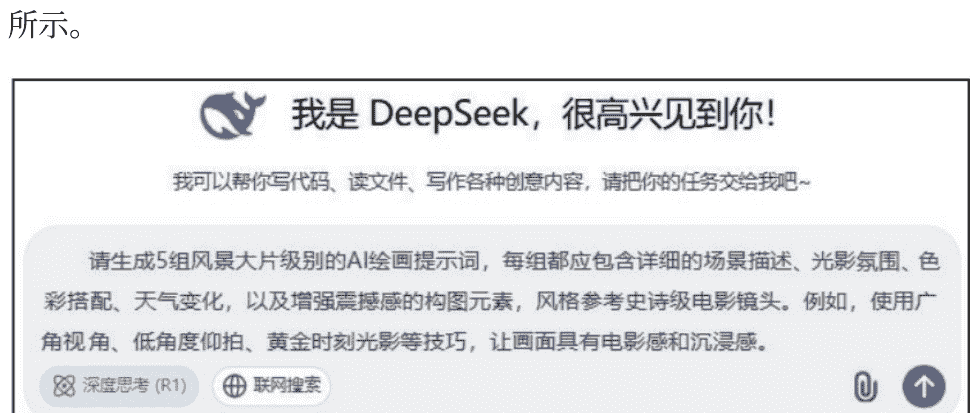 所示。
我是 DeepSeek，很高兴见到你！
我可以帮你写代码、读文件、写作各种创意内容，请把你的任务交给我吧~
请生成5组风景大片级别的AI绘画提示词，每组都应包含详细的场景描述、光影氛围、色
彩搭配、天气变化，以及增强震撼感的构图元素，风格参考史诗级电影镜头。例如，使用广
角视角、低角度仰拍、黄金时刻光影等技巧，让画面具有电影感和沉浸感。
深度思考 (R1) 联网搜索